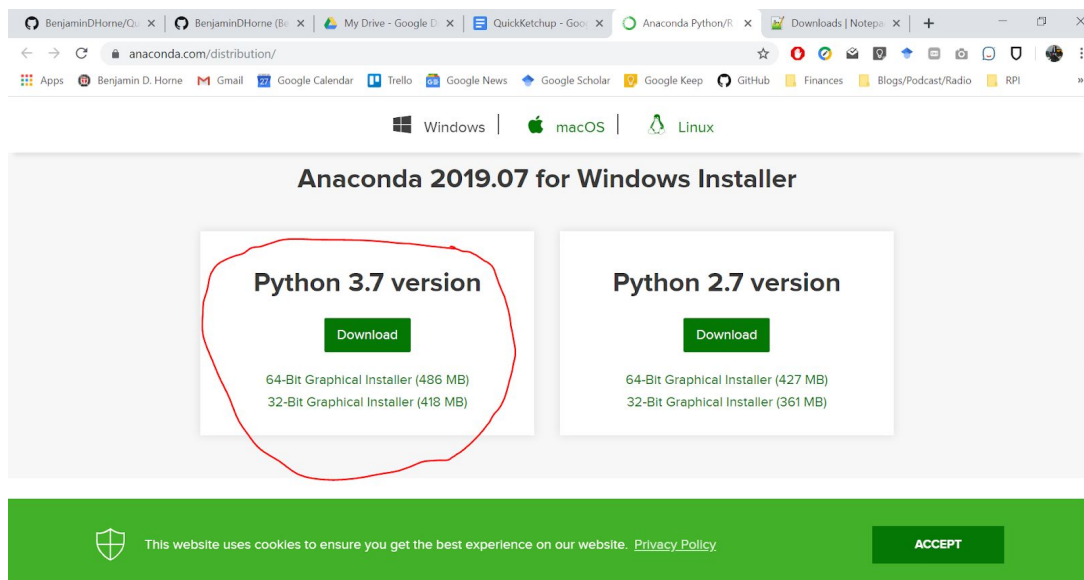 BenjaminDHorne/Qu
BenjaminDHorne (Be
My Drive - Google D
QuickKetchup - Goo
Anaconda Python/R
Downloads | Notepa
anaconda.com/distribution/
Apps
Benjamin D. Horne
Gmail
27
Google Calendar
Trello
Google News
Google Scholar
Google Keep
GitHub
Finances
Blogs/Podcast/Radio
RPI
»
Windows | macOS | Linux
Anaconda 2019.07 for Windows Installer
Python 3.7 version
Download
64-Bit Graphical Installer (486 MB)
32-Bit Graphical Installer (418 MB)
Python 2.7 version
Download
64-Bit Graphical Installer (427 MB)
32-Bit Graphical Installer (361 MB)
This website uses cookies to ensure you get the best experience on our website. Privacy Policy
ACCEPT